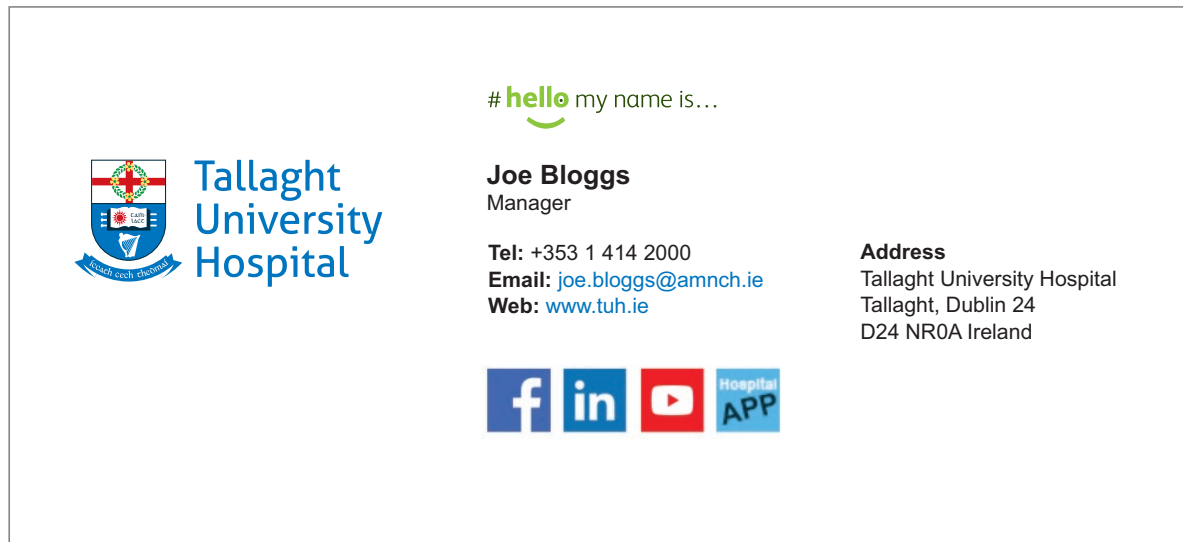 # hello my name is…
Tallaght
University
Hospital
Joe Bloggs
Manager
Tel: +353 1 414 2000
Email: joe.bloggs@amnch.ie
Web: www.tuh.ie
Address
Tallaght University Hospital
Tallaght, Dublin 24
D24 NR0A Ireland
f
in
Hospital
APP